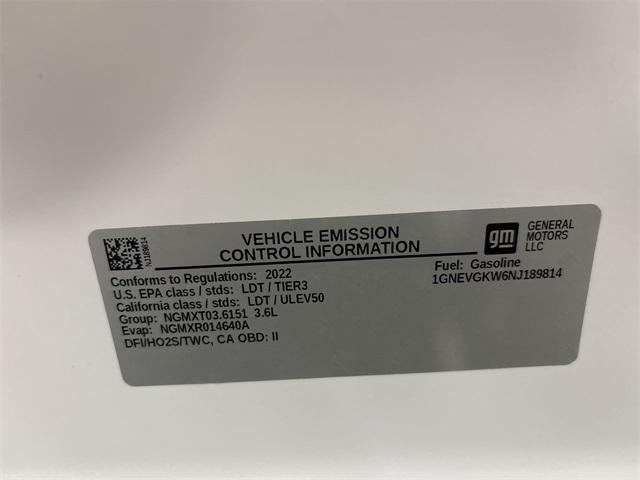 NJ189814
VEHICLE EMISSION
CONTROL INFORMATION
gm
GENERAL
MOTORS
LLC
Conforms to Regulations: 2022
U.S. EPA class / stds: LDT / TIER3
California class / stds: LDT / ULEV50
Group: NGMXT03.6151 3.6L
Evap: NGMXR014640A
DFI/HO2S/TWC, CA OBD: II
Fuel: Gasoline
1GNEVGKW6NJ189814